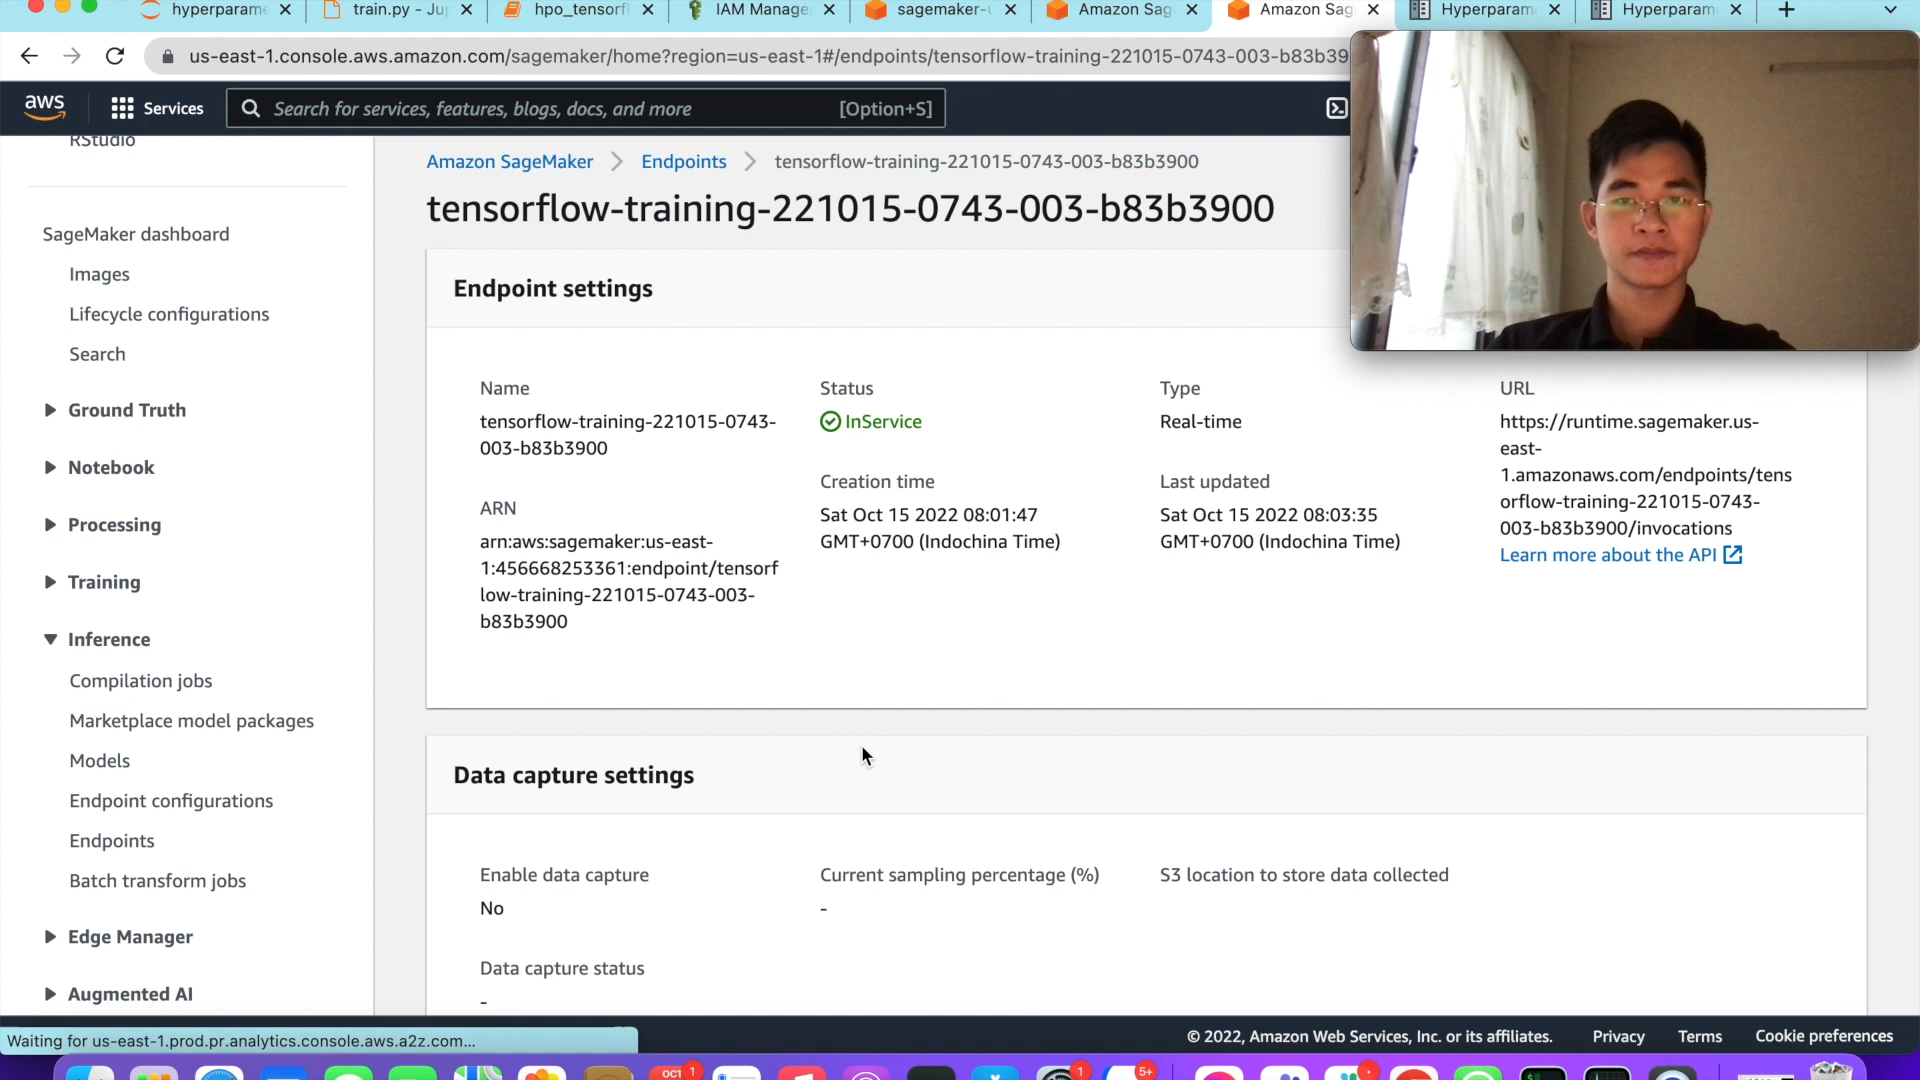 hyperparame
train.py - Ju
hpo_tensorfl
IAM Manage
sagemaker-
Amazon Sag
Amazon Sag
Hyperparam
Hyperparam
us-east-1.console.aws.amazon.com/sagemaker/home?region=us-east-1#/endpoints/tensorflow-training-221015-0743-003-b83b39
aws
Services
Search for services, features, blogs, docs, and more
[Option+S]
RStudio
SageMaker dashboard
Images
Lifecycle configurations
Search
Ground Truth
Notebook
Processing
Training
Inference
Compilation jobs
Marketplace model packages
Models
Endpoint configurations
Endpoints
Batch transform jobs
Edge Manager
Augmented AI
Amazon SageMaker
Endpoints
tensorflow-training-221015-0743-003-b83b3900
tensorflow-training-221015-0743-003-b83b3900
Endpoint settings
Name
tensorflow-training-221015-0743-
003-b83b3900
ARN
arn:aws:sagemaker:us-east-
1:456668253361:endpoint/tensorf
low-training-221015-0743-003-
b83b3900
Status
InService
Creation time
Sat Oct 15 2022 08:01:47
GMT+0700 (Indochina Time)
Type
Real-time
Last updated
Sat Oct 15 2022 08:03:35
GMT+0700 (Indochina Time)
URL
https://runtime.sagemaker.us-
east-
1.amazonaws.com/endpoints/tens
orflow-training-221015-0743-
003-b83b3900/invocations
Learn more about the API
Data capture settings
Enable data capture
No
Current sampling percentage (%)
-
S3 location to store data collected
Data capture status
-
Waiting for us-east-1.prod.pr.analytics.console.aws.a2z.com...
© 2022, Amazon Web Services, Inc. or its affiliates.
Privacy
Terms
Cookie preferences
OCT
1
1
5+